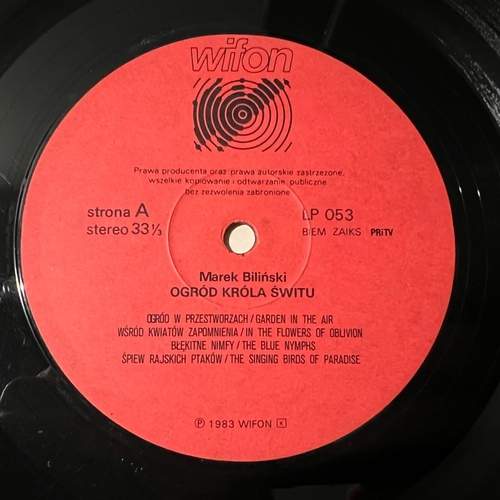 wifon
Prawa producenta oraz prawa autorskie zastrzeżone,
wszelkie kopiowanie i odtwarzanie publiczne
bez zezwolenia zabronione
strona A LP 053
stereo 33⅓ BIEM ZAIKS PRiTV
Marek Biliński
OGRÓD KRÓLA ŚWITU
OGRÓD W PRZESTWORZACH / GARDEN IN THE AIR
WŚRÓD KWIATÓW ZAPOMNIENIA / IN THE FLOWERS OF OBLIVION
BŁĘKITNE NIMFY / THE BLUE NYMPHS
ŚPIEW RAJSKICH PTAKÓW / THE SINGING BIRDS OF PARADISE
Ⓟ 1983 WIFON K